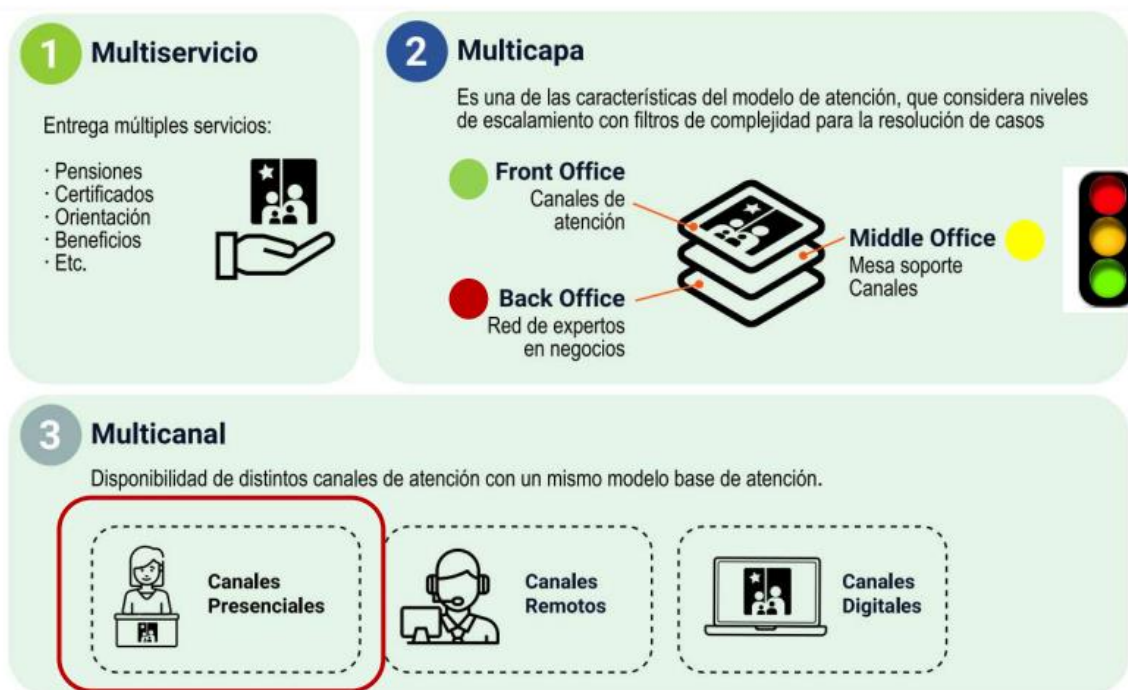 1 Multiservicio
Entrega múltiples servicios:
· Pensiones
· Certificados
· Orientación
· Beneficios
· Etc.
2 Multicapa
Es una de las características del modelo de atención, que considera niveles
de escalamiento con filtros de complejidad para la resolución de casos
Front Office
Canales de
atención
Middle Office
Mesa soporte
Canales
Back Office
Red de expertos
en negocios
3 Multicanal
Disponibilidad de distintos canales de atención con un mismo modelo base de atención.
Canales
Presenciales
Canales
Remotos
Canales
Digitales